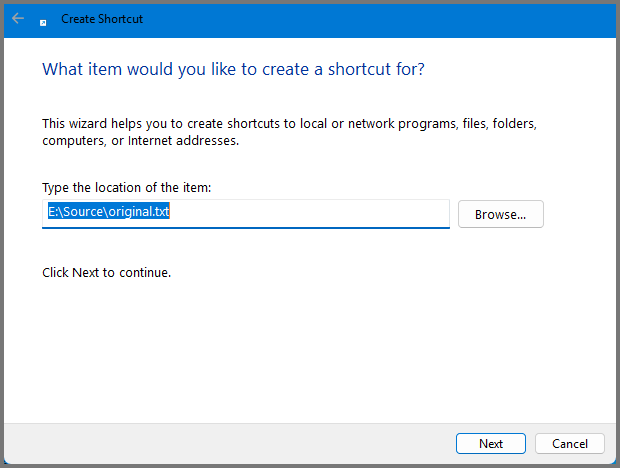 Create Shortcut
What item would you like to create a shortcut for?
This wizard helps you to create shortcuts to local or network programs, files, folders,
computers, or Internet addresses.
Type the location of the item:
E:\Source\original.txt
Browse...
Click Next to continue.
Next
Cancel